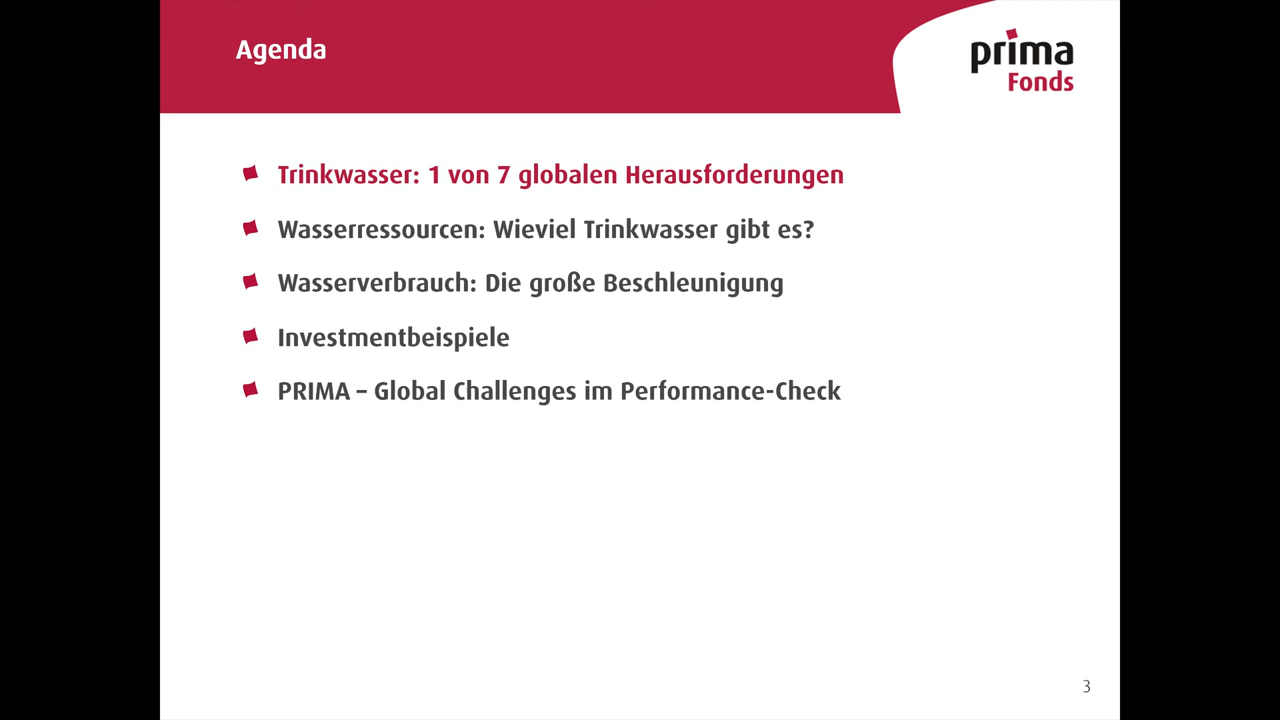 Agenda
prima
Fonds
Trinkwasser: 1 von 7 globalen Herausforderungen
Wasserressourcen: Wieviel Trinkwasser gibt es?
Wasserverbrauch: Die große Beschleunigung
Investmentbeispiele
PRIMA – Global Challenges im Performance-Check
3